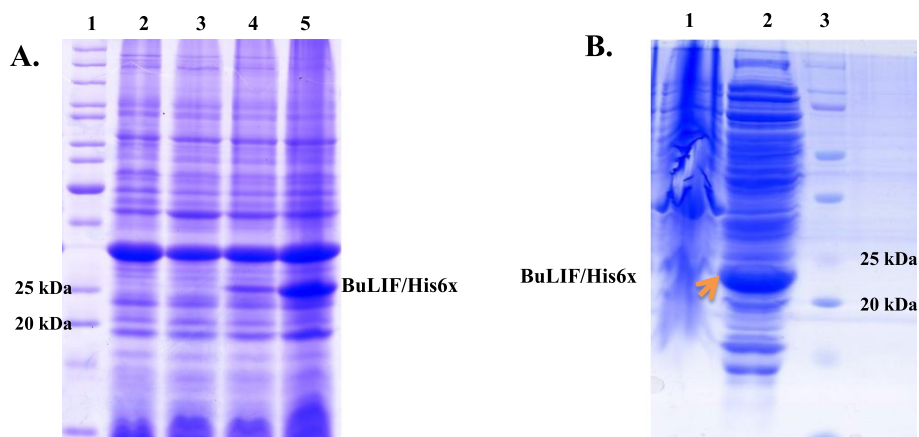 A.
1 2 3 4 5
25 kDa
20 kDa
BuLIF/His6x
B.
1 2 3
BuLIF/His6x
25 kDa
20 kDa